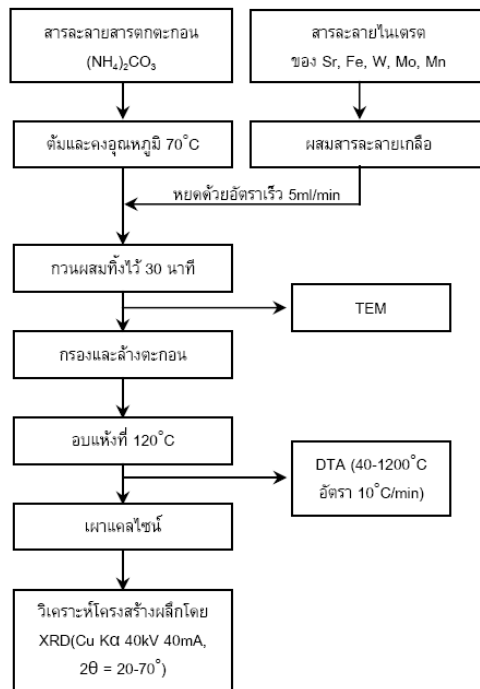 สารละลายสารตกตะกอน
(NH₄)₂CO₃
สารละลายไนเตรต
ของ Sr, Fe, W, Mo, Mn
ต้มและคงอุณหภูมิ 70°C
ผสมสารละลายเกลือ
หยดด้วยอัตราเร็ว 5ml/min
กวนผสมทิ้งไว้ 30 นาที
TEM
กรองและล้างตะกอน
อบแห้งที่ 120°C
DTA (40-1200°C
อัตรา 10°C/min)
เผาแคลไซน์
วิเคราะห์โครงสร้างผลึกโดย
XRD(Cu Kα 40kV 40mA,
2θ = 20-70°)